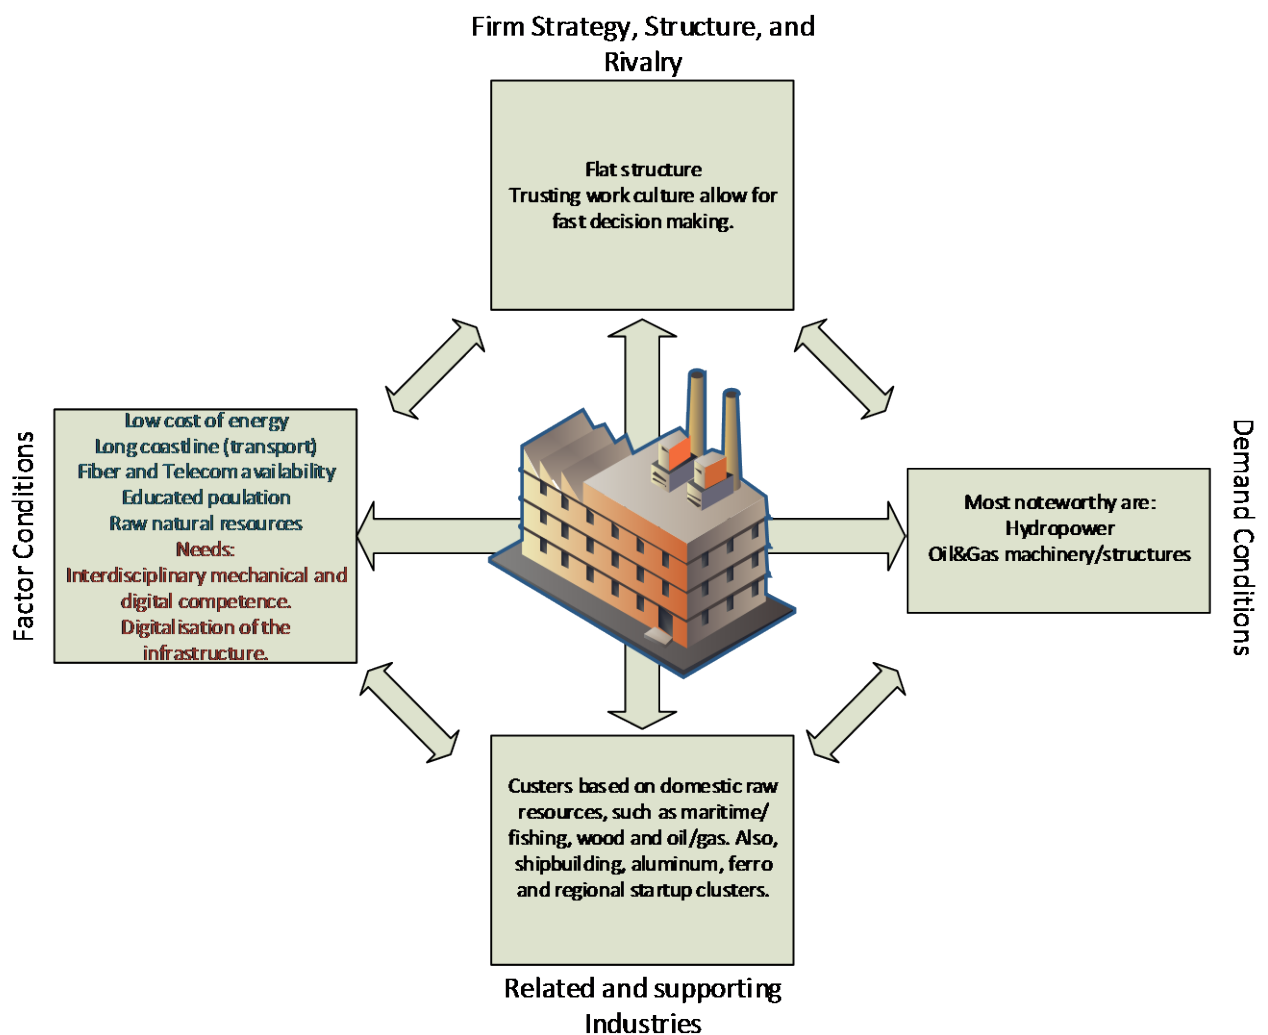 Firm Strategy, Structure, and
Rivalry
Flat structure
Trusting work culture allow for
fast decision making.
Factor Conditions
Low cost of energy
Long coastline (transport)
Fiber and Telecom availability
Educated poulation
Raw natural resources
Needs:
Interdisciplinary mechanical and
digital competence.
Digitalisation of the
infrastructure.
Most noteworthy are:
Hydropower
Oil&Gas machinery/structures
Demand Conditions
Custers based on domestic raw
resources, such as maritime/
fishing, wood and oil/gas. Also,
shipbuilding, aluminum, ferro
and regional startup clusters.
Related and supporting
Industries